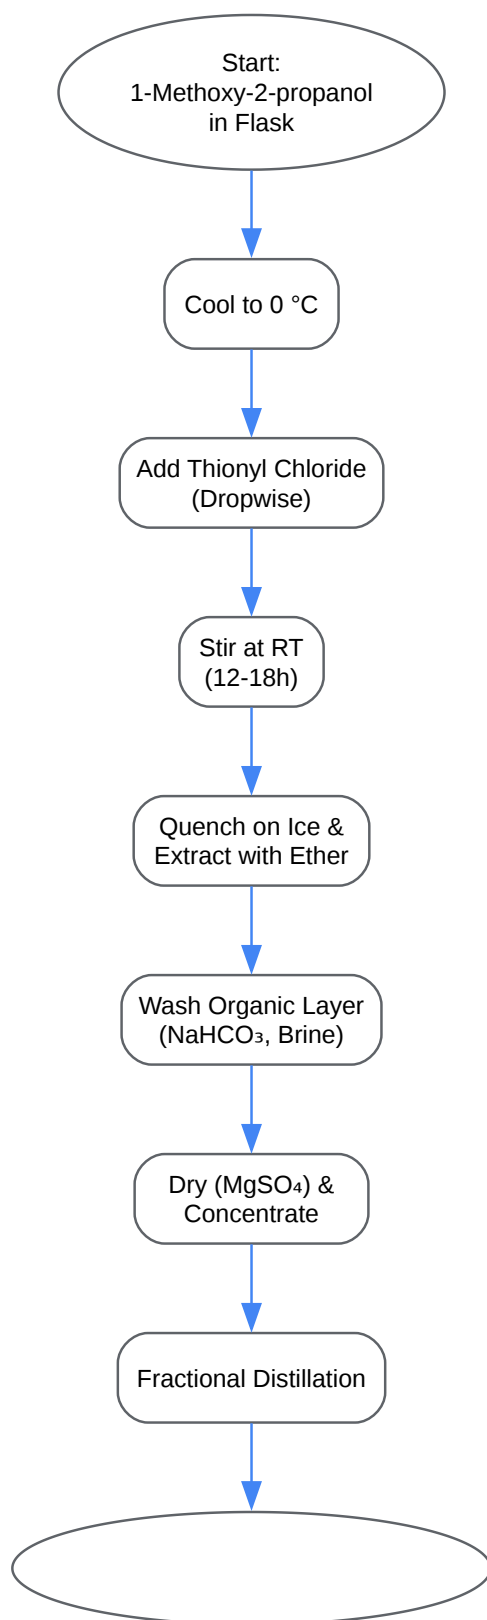 Start:
1-Methoxy-2-propanol
in Flask
Cool to 0 °C
Add Thionyl Chloride
(Dropwise)
Stir at RT
(12-18h)
Quench on Ice &
Extract with Ether
Wash Organic Layer
(NaHCO₃, Brine)
Dry (MgSO₄) &
Concentrate
Fractional Distillation